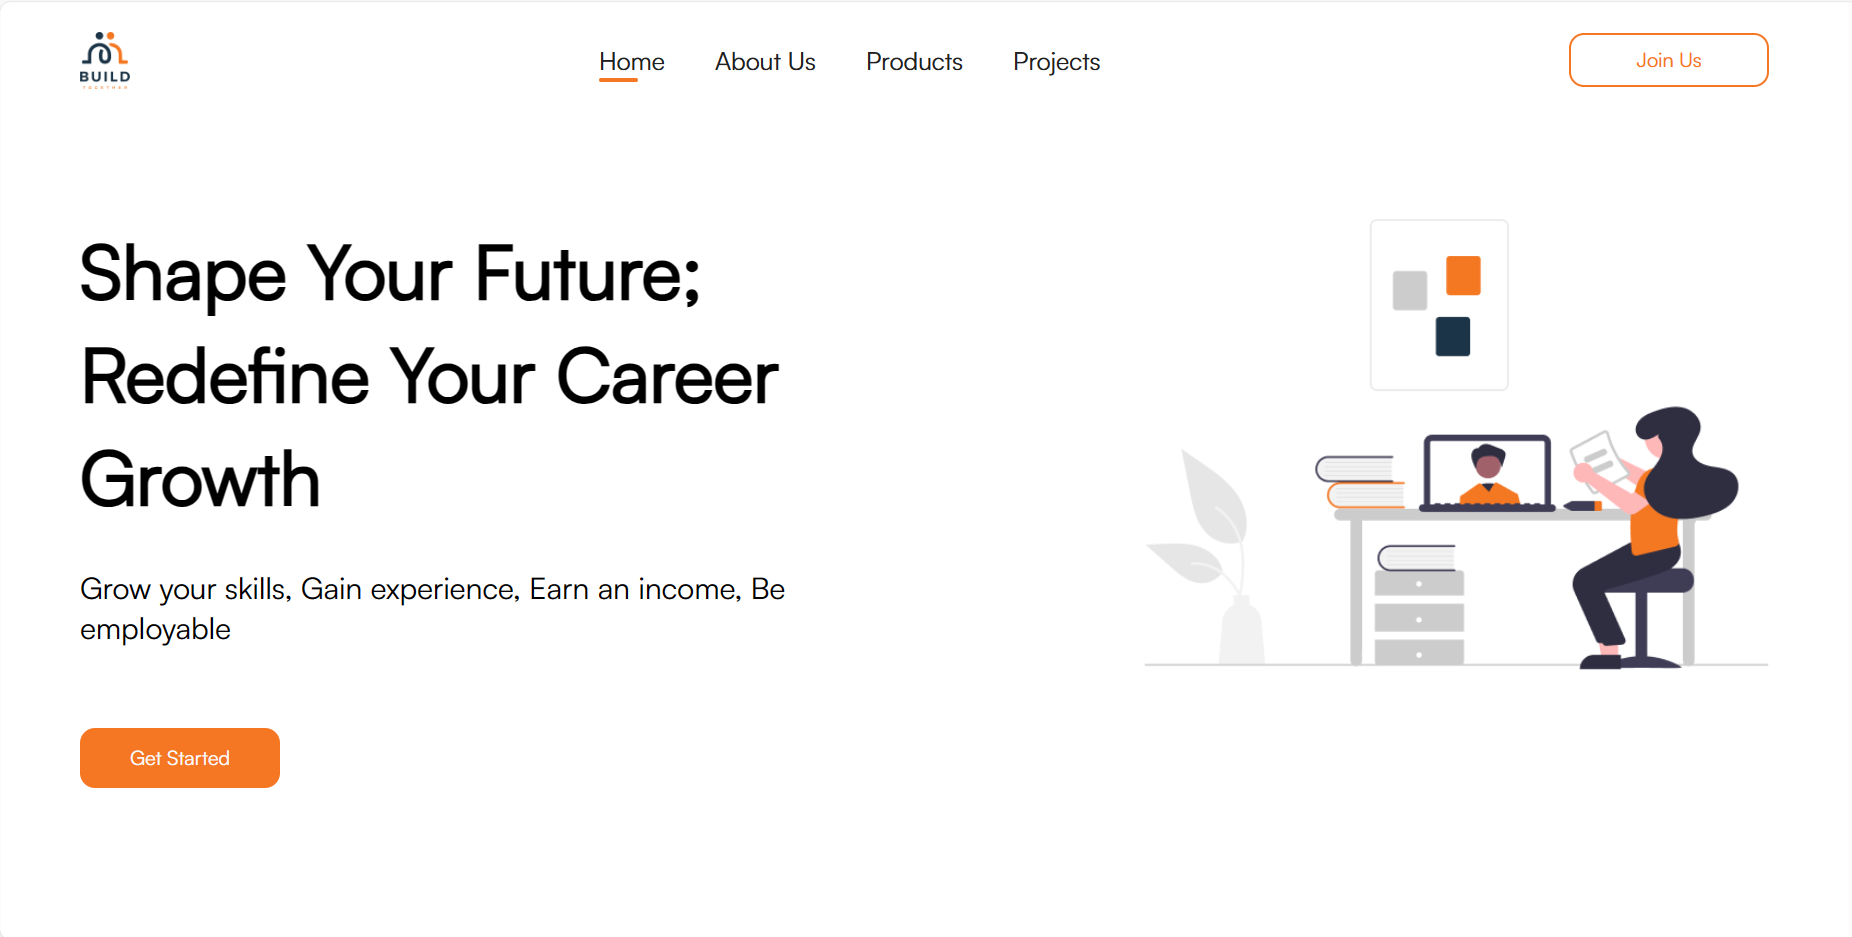 BUILD
TOGETHER
Home About Us Products Projects
Join Us
Shape Your Future;
Redefine Your Career
Growth
Grow your skills, Gain experience, Earn an income, Be
employable
Get Started